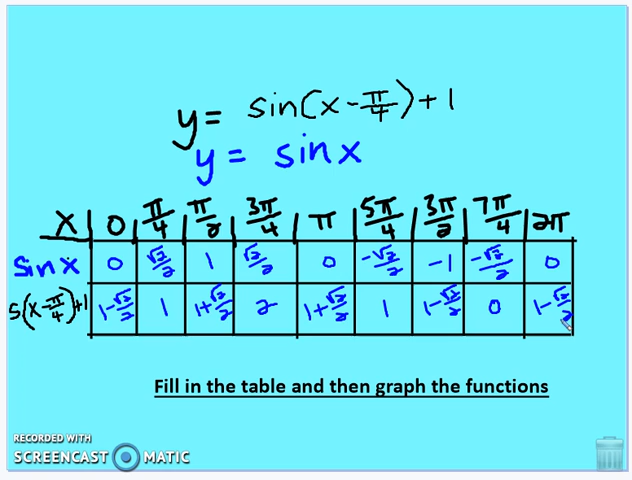 y = sin(x - π/4) + 1
y = sin x
x 0 π/4 π/2 3π/4 π 5π/4 3π/2 7π/4 2π
sin x 0 √2/2 1 √2/2 0 -√2/2 -1 -√2/2 0
s(x - π/4) + 1 1-√2/2 1 1+√2/2 2 1+√2/2 1 1-√2/2 0 1-√2/2
Fill in the table and then graph the functions
RECORDED WITH
SCREENCAST MATIC